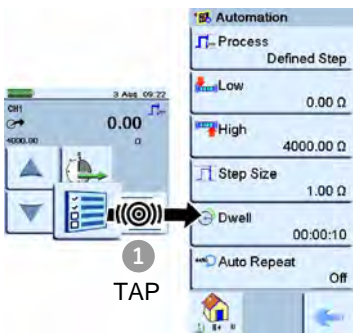 Automation
Process
Defined Step
Low
0.00 Ω
High
4000.00 Ω
Step Size
1.00 Ω
Dwell
00:00:10
Auto Repeat
Off
3 Aug 09:22
CH1
0.00
4000.00
Ω
1
TAP